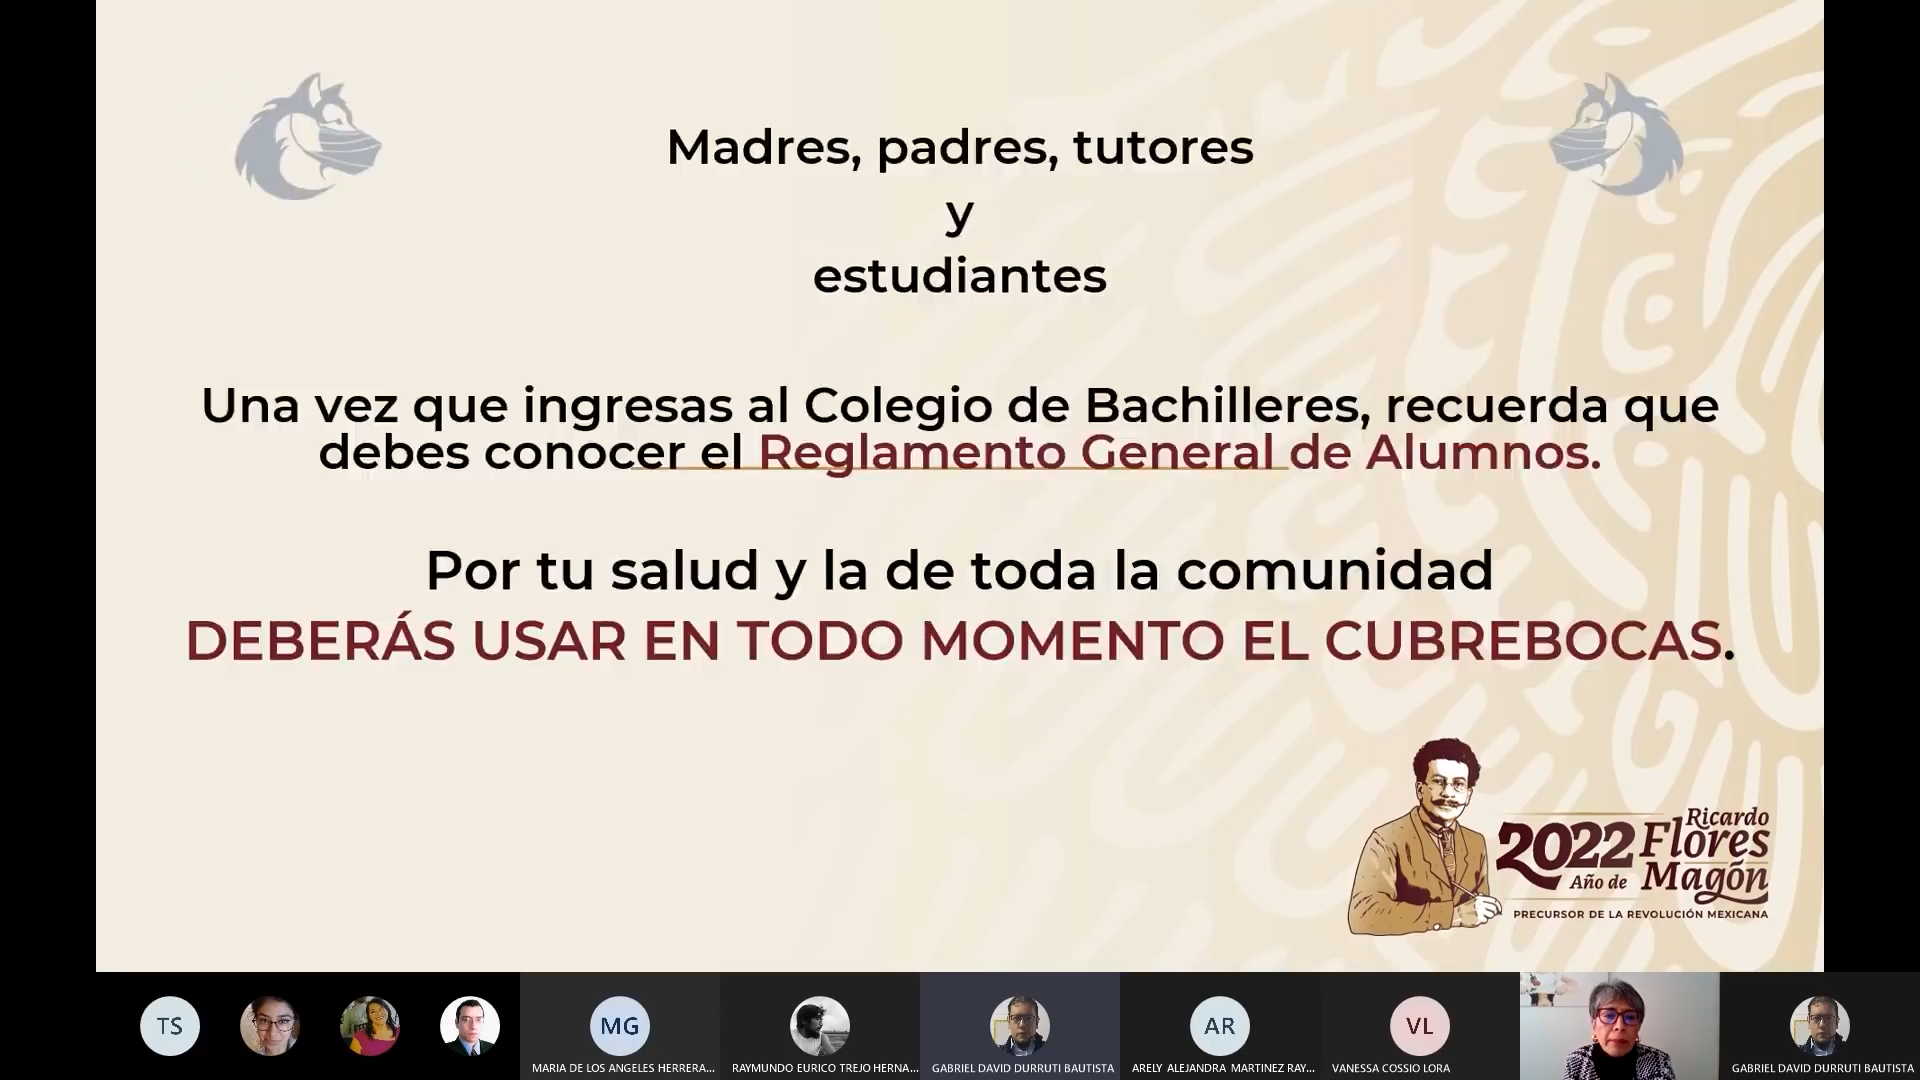 Madres, padres, tutores
y
estudiantes
Una vez que ingresas al Colegio de Bachilleres, recuerda que
debes conocer el Reglamento General de Alumnos.
Por tu salud y la de toda la comunidad
DEBERÁS USAR EN TODO MOMENTO EL CUBREBOCAS.
2022 Ricardo
Flores
Año de Magón
PRECURSOR DE LA REVOLUCIÓN MEXICANA
TS
MG
AR
VL
MARIA DE LOS ANGELES HERRERA...
RAYMUNDO EURICO TREJO HERNA...
GABRIEL DAVID DURRUTI BAUTISTA
ARELY ALEJANDRA MARTINEZ RAY...
VANESSA COSSIO LORA
GABRIEL DAVID DURRUTI BAUTISTA